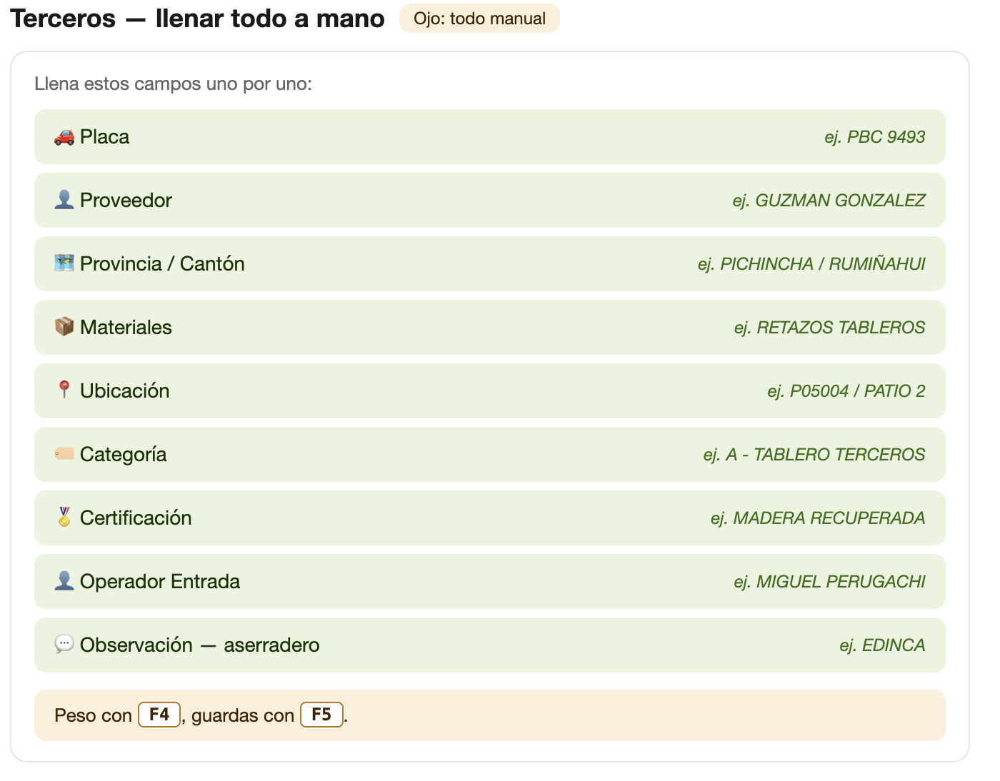 Terceros — llenar todo a mano
Ojo: todo manual
Llena estos campos uno por uno:
Placa
ej. PBC 9493
Proveedor
ej. GUZMAN GONZALEZ
Provincia / Cantón
ej. PICHINCHA / RUMIÑAHUI
Materiales
ej. RETAZOS TABLEROS
Ubicación
ej. P05004 / PATIO 2
Categoría
ej. A - TABLERO TERCEROS
Certificación
ej. MADERA RECUPERADA
Operador Entrada
ej. MIGUEL PERUGACHI
Observación — aserradero
ej. EDINCA
Peso con F4, guardas con F5.